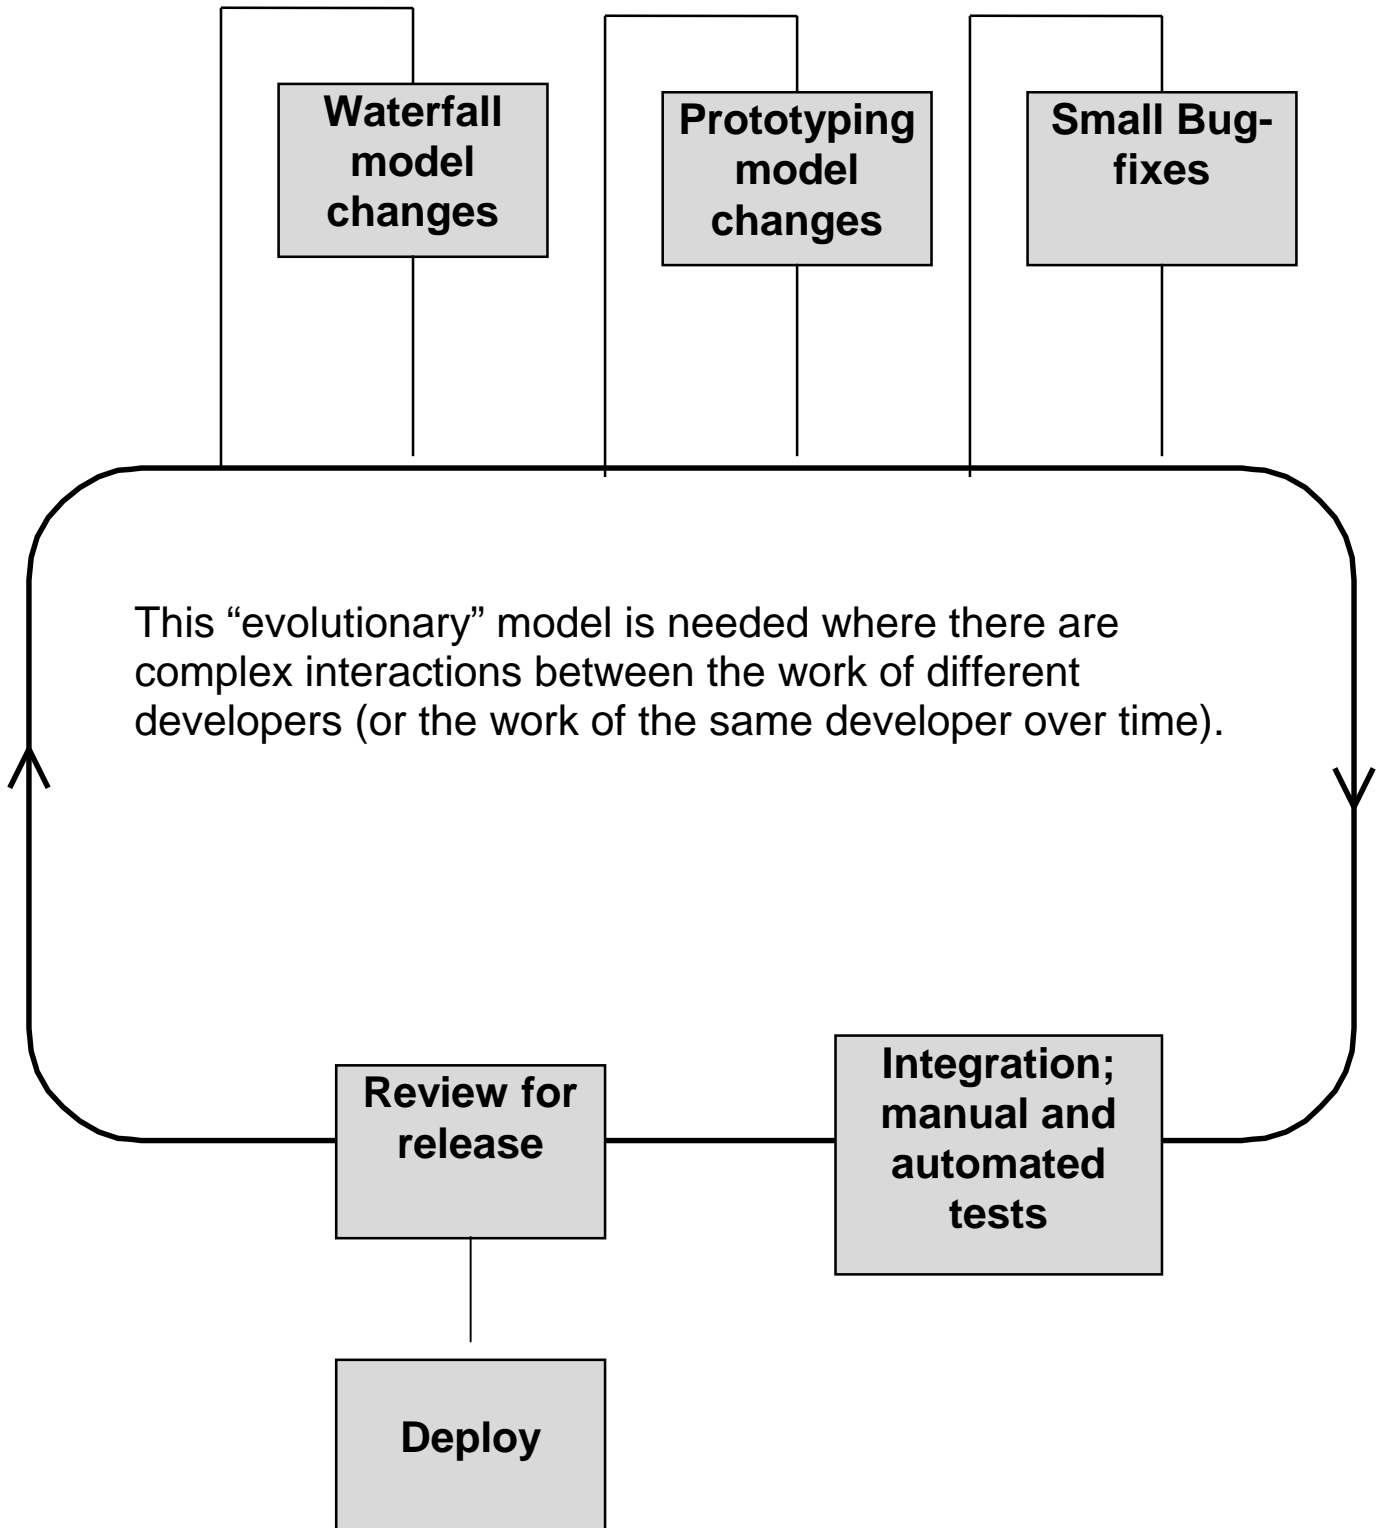 Waterfall
model
changes
Prototyping
model
changes
Small Bug-
fixes
This “evolutionary” model is needed where there are
complex interactions between the work of different
developers (or the work of the same developer over time).
Review for
release
Integration;
manual and
automated
tests
Deploy